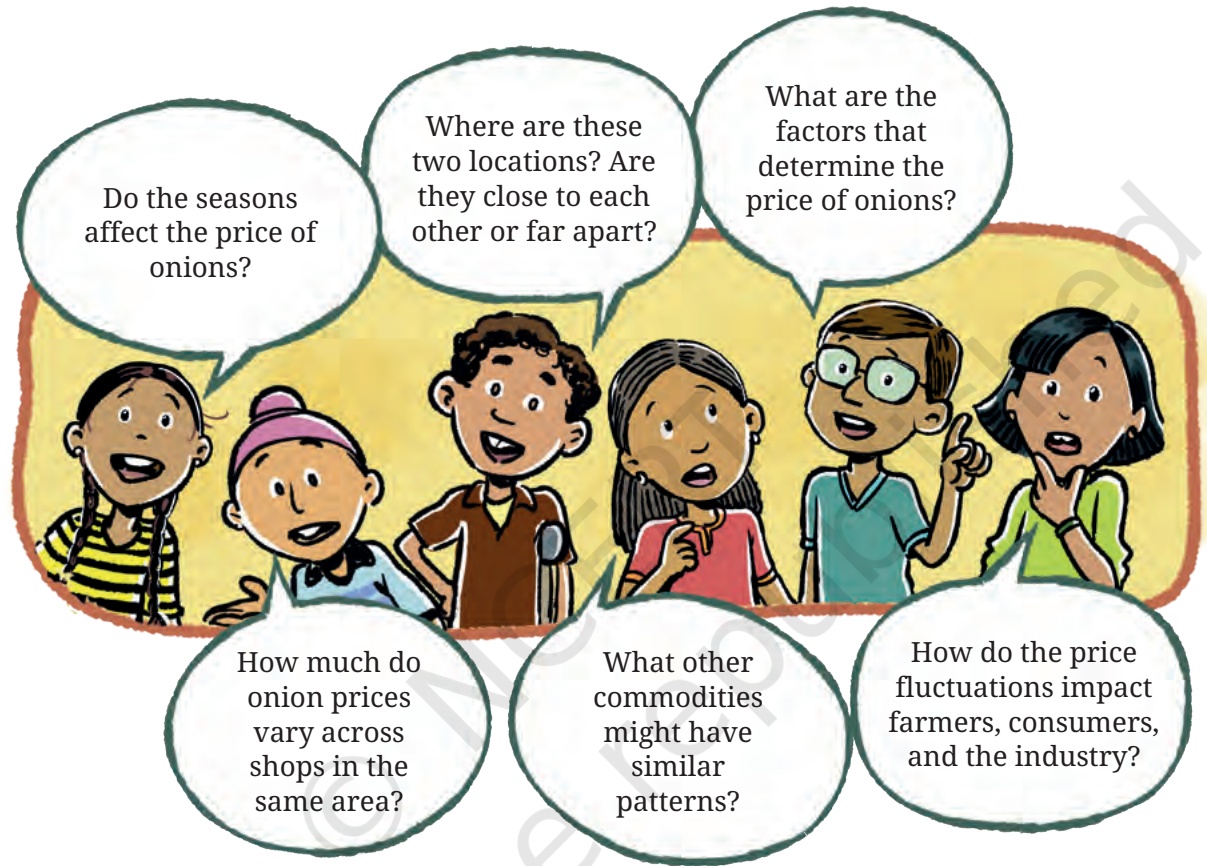 Do the seasons
affect the price of
onions?
Where are these
two locations? Are
they close to each
other or far apart?
What are the
factors that
determine the
price of onions?
How much do
onion prices
vary across
shops in the
same area?
What other
commodities
might have
similar
patterns?
How do the price
fluctuations impact
farmers, consumers,
and the industry?